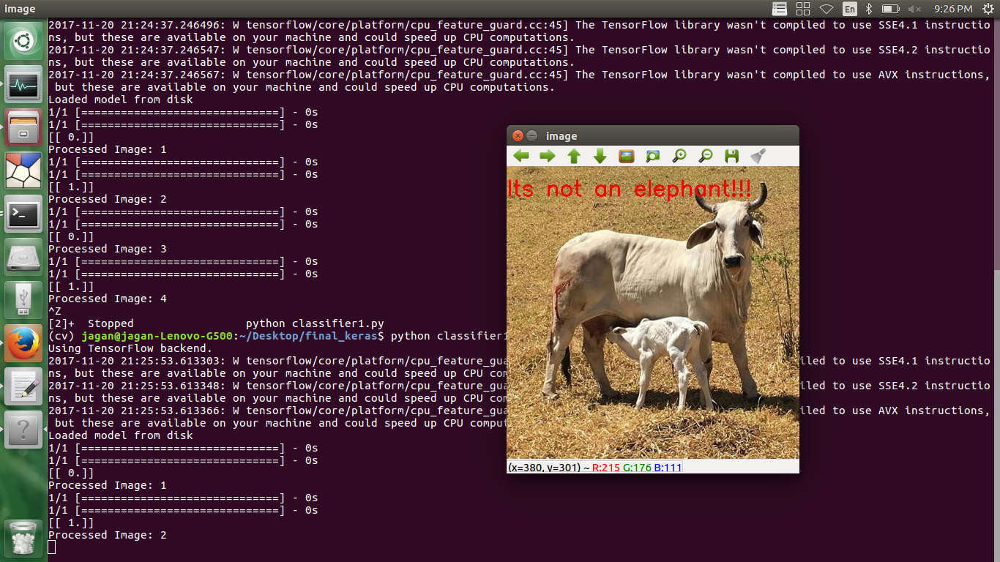 image
En
9:26 PM
2017-11-20 21:24:37.246496: W tensorflow/core/platform/cpu_feature_guard.cc:45] The TensorFlow library wasn't compiled to use SSE4.1 instructio
ns, but these are available on your machine and could speed up CPU computations.
2017-11-20 21:24:37.246547: W tensorflow/core/platform/cpu_feature_guard.cc:45] The TensorFlow library wasn't compiled to use SSE4.2 instructio
ns, but these are available on your machine and could speed up CPU computations.
2017-11-20 21:24:37.246567: W tensorflow/core/platform/cpu_feature_guard.cc:45] The TensorFlow library wasn't compiled to use AVX instructions,
 but these are available on your machine and could speed up CPU computations.
Loaded model from disk
1/1 [==============================] - 0s
1/1 [==============================] - 0s
[[ 0.]]
Processed Image: 1
1/1 [==============================] - 0s
1/1 [==============================] - 0s
[[ 1.]]
Processed Image: 2
1/1 [==============================] - 0s
1/1 [==============================] - 0s
[[ 0.]]
Processed Image: 3
1/1 [==============================] - 0s
1/1 [==============================] - 0s
[[ 1.]]
Processed Image: 4
^Z
[2]+  Stopped                 python classifier1.py
(cv) jagan@jagan-Lenovo-G500:~/Desktop/final_keras$ python classifier1
Using TensorFlow backend.
2017-11-20 21:25:53.613303: W tensorflow/core/platform/cpu_feature_gua iled to use SSE4.1 instructio
ns, but these are available on your machine and could speed up CPU com
2017-11-20 21:25:53.613348: W tensorflow/core/platform/cpu_feature_gua iled to use SSE4.2 instructio
ns, but these are available on your machine and could speed up CPU com
2017-11-20 21:25:53.613366: W tensorflow/core/platform/cpu_feature_gua iled to use AVX instructions,
 but these are available on your machine and could speed up CPU comput
Loaded model from disk
1/1 [==============================] - 0s
1/1 [==============================] - 0s
[[ 0.]]
Processed Image: 1
1/1 [==============================] - 0s
1/1 [==============================] - 0s
[[ 1.]]
Processed Image: 2
image
Its not an elephant!!!
(x=380, y=301) ~ R:215 G:176 B:111